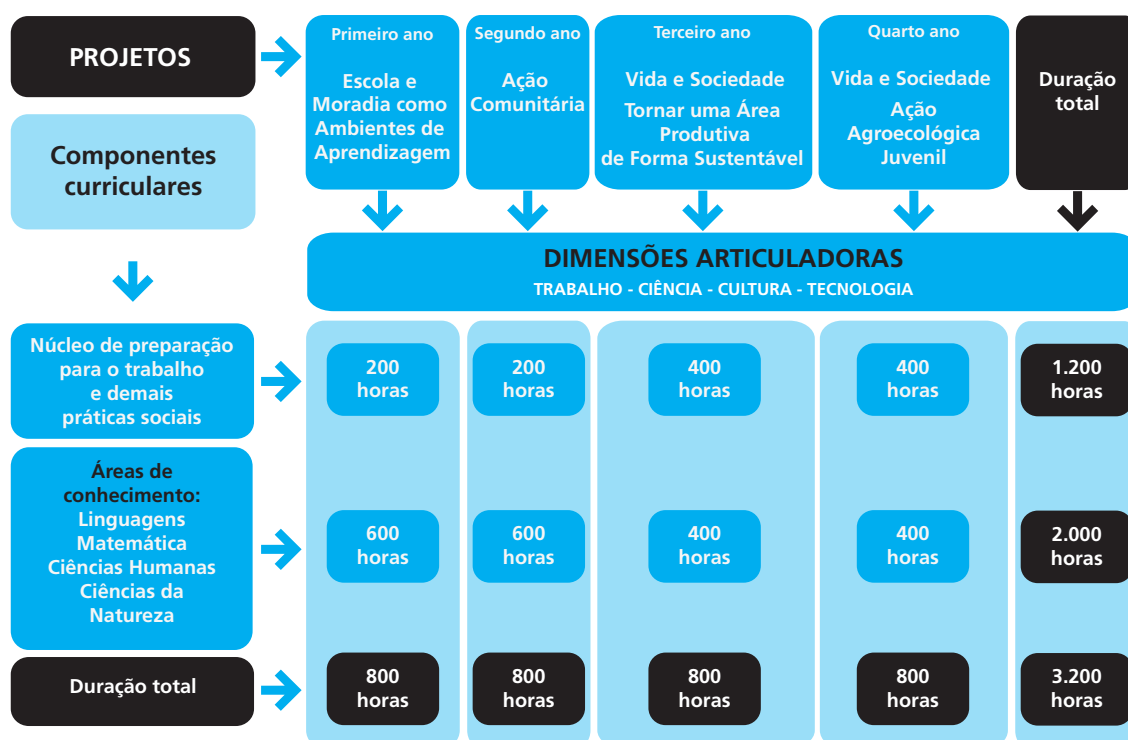 PROJETOS
Primeiro ano
Escola e
Moradia como
Ambientes de
Aprendizagem
Segundo ano
Ação
Comunitária
Terceiro ano
Vida e Sociedade
Tornar uma Área
Produtiva
de Forma Sustentável
Quarto ano
Vida e Sociedade
Ação
Agroecológica
Juvenil
Duração
total
Componentes
curriculares
DIMENSÕES ARTICULADORAS
TRABALHO - CIÊNCIA - CULTURA - TECNOLOGIA
Núcleo de preparação
para o trabalho
e demais
práticas sociais
200
horas
200
horas
400
horas
400
horas
1.200
horas
Áreas de
conhecimento:
Linguagens
Matemática
Ciências Humanas
Ciências da
Natureza
600
horas
600
horas
400
horas
400
horas
2.000
horas
Duração total
800
horas
800
horas
800
horas
800
horas
3.200
horas